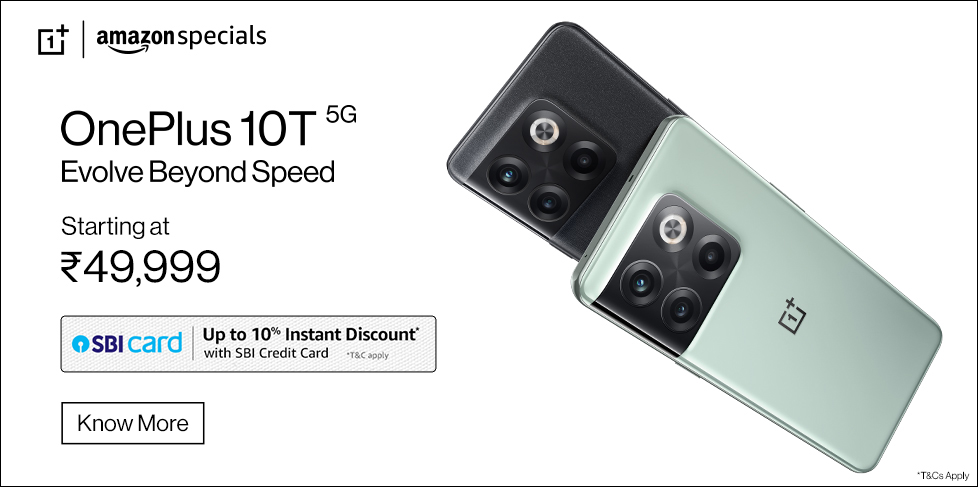 1+ | amazon specials
OnePlus 10T 5G
Evolve Beyond Speed
Starting at
₹49,999
SBI card
Up to 10% Instant Discount*
with SBI Credit Card *T&C apply
Know More
1+
*T&Cs Apply